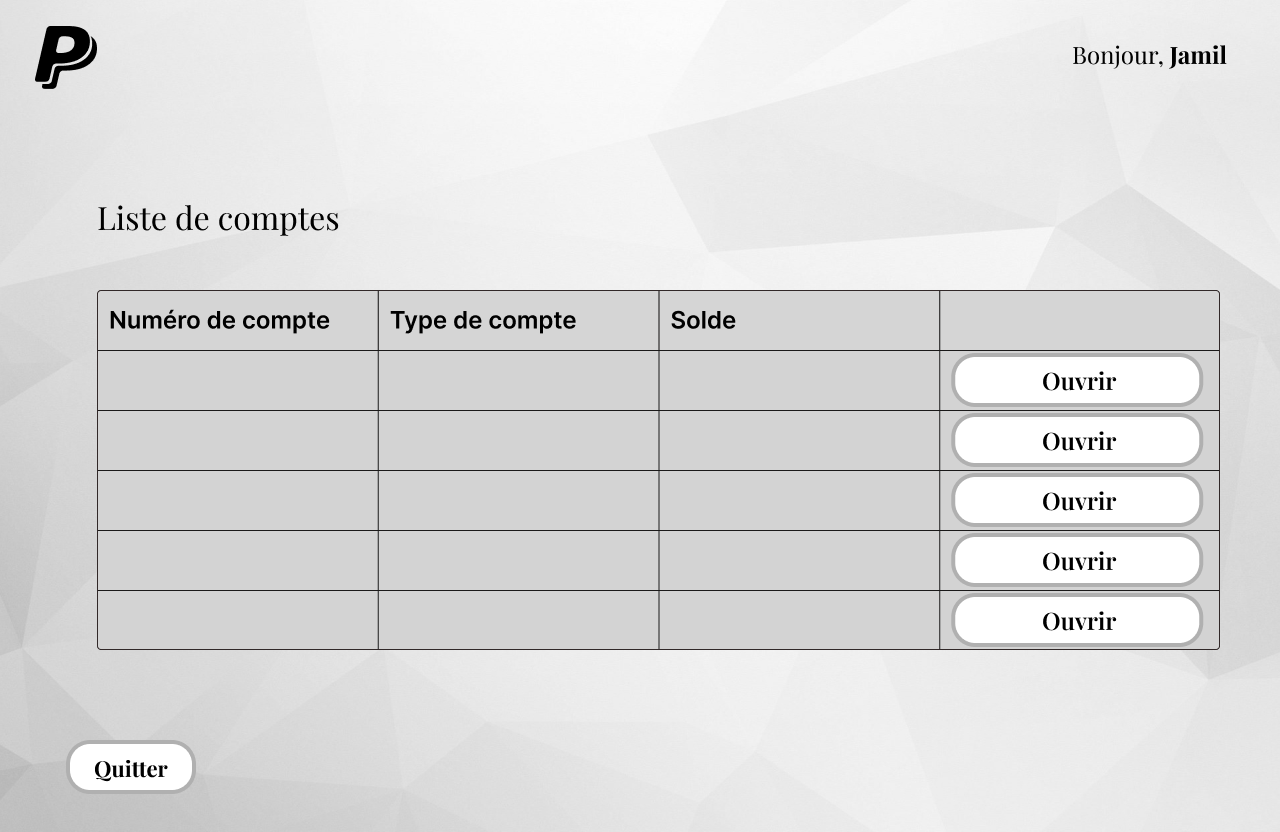 Bonjour, Jamil
Liste de comptes
Numéro de compte Type de compte Solde
Ouvrir
Ouvrir
Ouvrir
Ouvrir
Ouvrir
Quitter